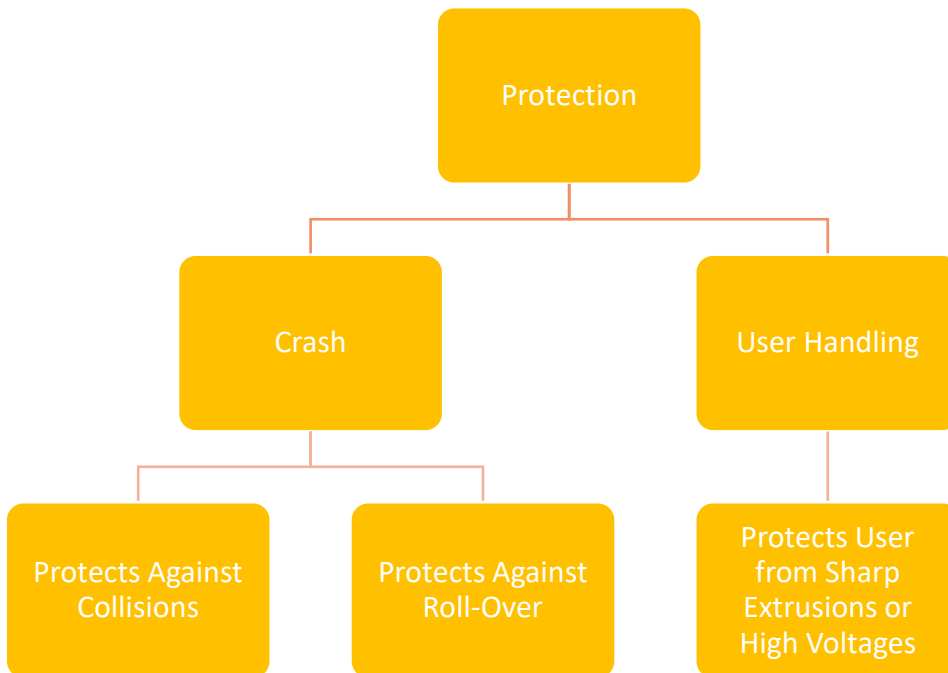 Protection
Crash
User Handling
Protects Against
Collisions
Protects Against
Roll-Over
Protects User
from Sharp
Extrusions or
High Voltages